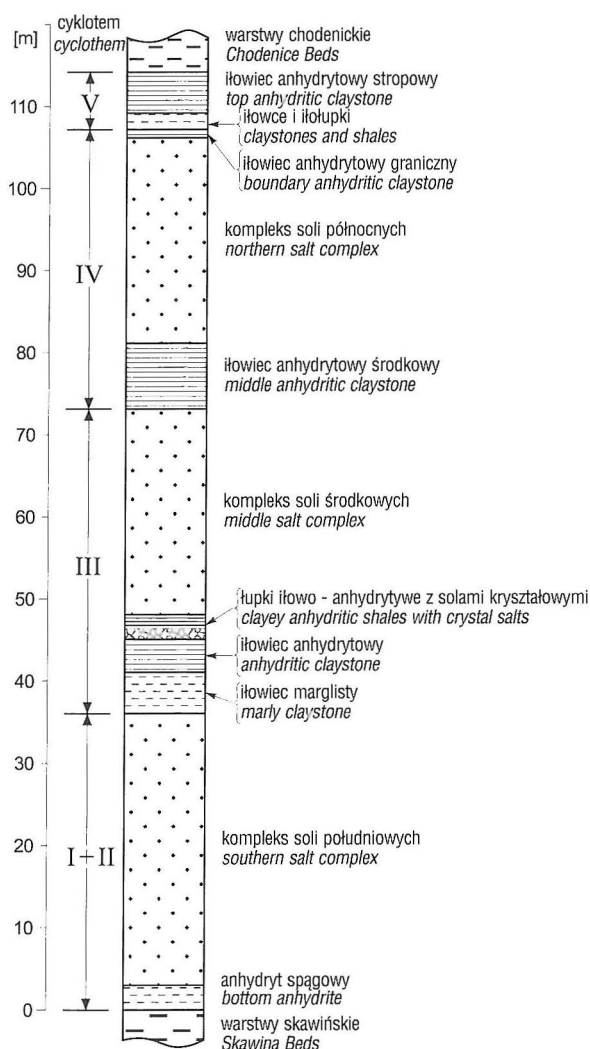 cyklotem
cyclothem
[m]
warstwy chodenickie
Chodenice Beds
iłowiec anhydrytowy stropowy
top anhydritic claystone
V
iłowce i iłołupki
claystones and shales
110
iłowiec anhydrytowy graniczny
boundary anhydritic claystone
100
kompleks soli północnych
northern salt complex
90
IV
80
iłowiec anhydrytowy środkowy
middle anhydritic claystone
70
kompleks soli środkowych
middle salt complex
60
III
50
łupki iłowo - anhydrytywe z solami kryształowymi
clayey anhydritic shales with crystal salts
iłowiec anhydrytowy
anhydritic claystone
40
iłowiec marglisty
marly claystone
30
kompleks soli południowych
southern salt complex
20
I+II
10
anhydryt spągowy
bottom anhydrite
0
warstwy skawińskie
Skawina Beds